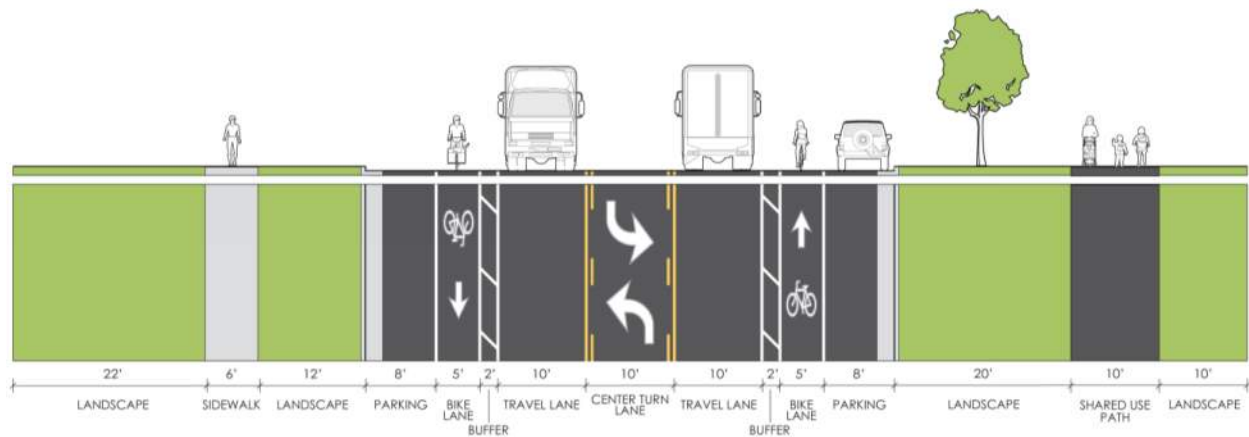 22' 6' 12' 8' 5' 2' 10' 10' 10' 2' 5' 8' 20' 10' 10'
LANDSCAPE SIDEWALK LANDSCAPE PARKING BIKE LANE BUFFER TRAVEL LANE CENTER TURN LANE TRAVEL LANE BUFFER BIKE LANE PARKING LANDSCAPE SHARED USE PATH LANDSCAPE